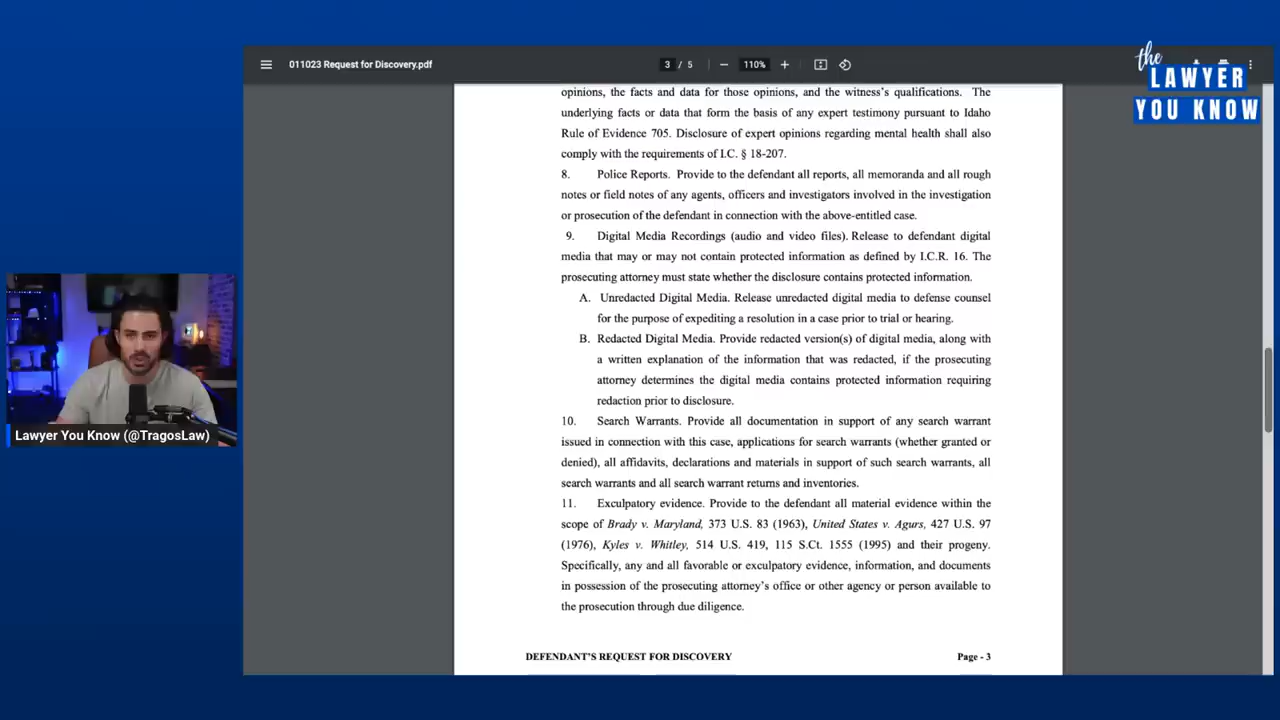 011023 Request for Discovery.pdf
3 / 5
110%
the
LAWYER
YOU KNOW
opinions, the facts and data for those opinions, and the witness's qualifications. The
underlying facts or data that form the basis of any expert testimony pursuant to Idaho
Rule of Evidence 705. Disclosure of expert opinions regarding mental health shall also
comply with the requirements of I.C. § 18-207.
8. Police Reports. Provide to the defendant all reports, all memoranda and all rough
notes or field notes of any agents, officers and investigators involved in the investigation
or prosecution of the defendant in connection with the above-entitled case.
9. Digital Media Recordings (audio and video files). Release to defendant digital
media that may or may not contain protected information as defined by I.C.R. 16. The
prosecuting attorney must state whether the disclosure contains protected information.
A. Unredacted Digital Media. Release unredacted digital media to defense counsel
for the purpose of expediting a resolution in a case prior to trial or hearing.
B. Redacted Digital Media. Provide redacted version(s) of digital media, along with
a written explanation of the information that was redacted, if the prosecuting
attorney determines the digital media contains protected information requiring
redaction prior to disclosure.
10. Search Warrants. Provide all documentation in support of any search warrant
issued in connection with this case, applications for search warrants (whether granted or
denied), all affidavits, declarations and materials in support of such search warrants, all
search warrants and all search warrant returns and inventories.
11. Exculpatory evidence. Provide to the defendant all material evidence within the
scope of Brady v. Maryland, 373 U.S. 83 (1963), United States v. Agurs, 427 U.S. 97
(1976), Kyles v. Whitley, 514 U.S. 419, 115 S.Ct. 1555 (1995) and their progeny.
Specifically, any and all favorable or exculpatory evidence, information, and documents
in possession of the prosecuting attorney's office or other agency or person available to
the prosecution through due diligence.
DEFENDANT'S REQUEST FOR DISCOVERY Page - 3
Lawyer You Know (@TragosLaw)